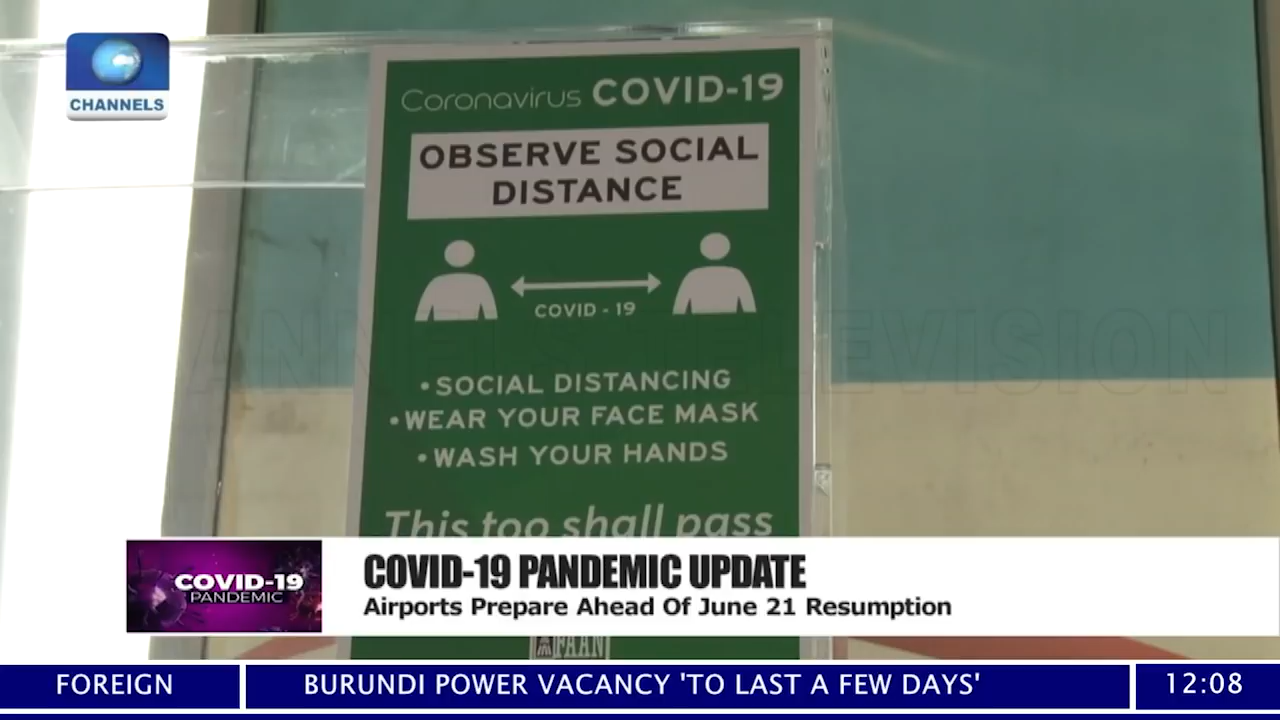 CHANNELS
Coronavirus COVID-19
OBSERVE SOCIAL
DISTANCE
COVID - 19
• SOCIAL DISTANCING
• WEAR YOUR FACE MASK
• WASH YOUR HANDS
This too shall pass
COVID-19
PANDEMIC
COVID-19 PANDEMIC UPDATE
Airports Prepare Ahead Of June 21 Resumption
FAAN
FOREIGN
BURUNDI POWER VACANCY 'TO LAST A FEW DAYS'
12:08